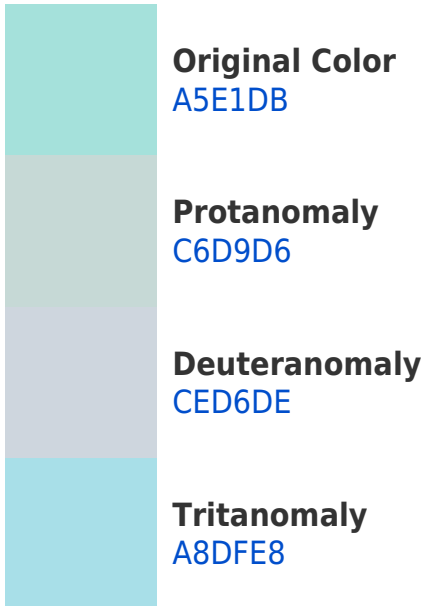 Original Color
A5E1DB
Protanomaly
C6D9D6
Deuteranomaly
CED6DE
Tritanomaly
A8DFE8